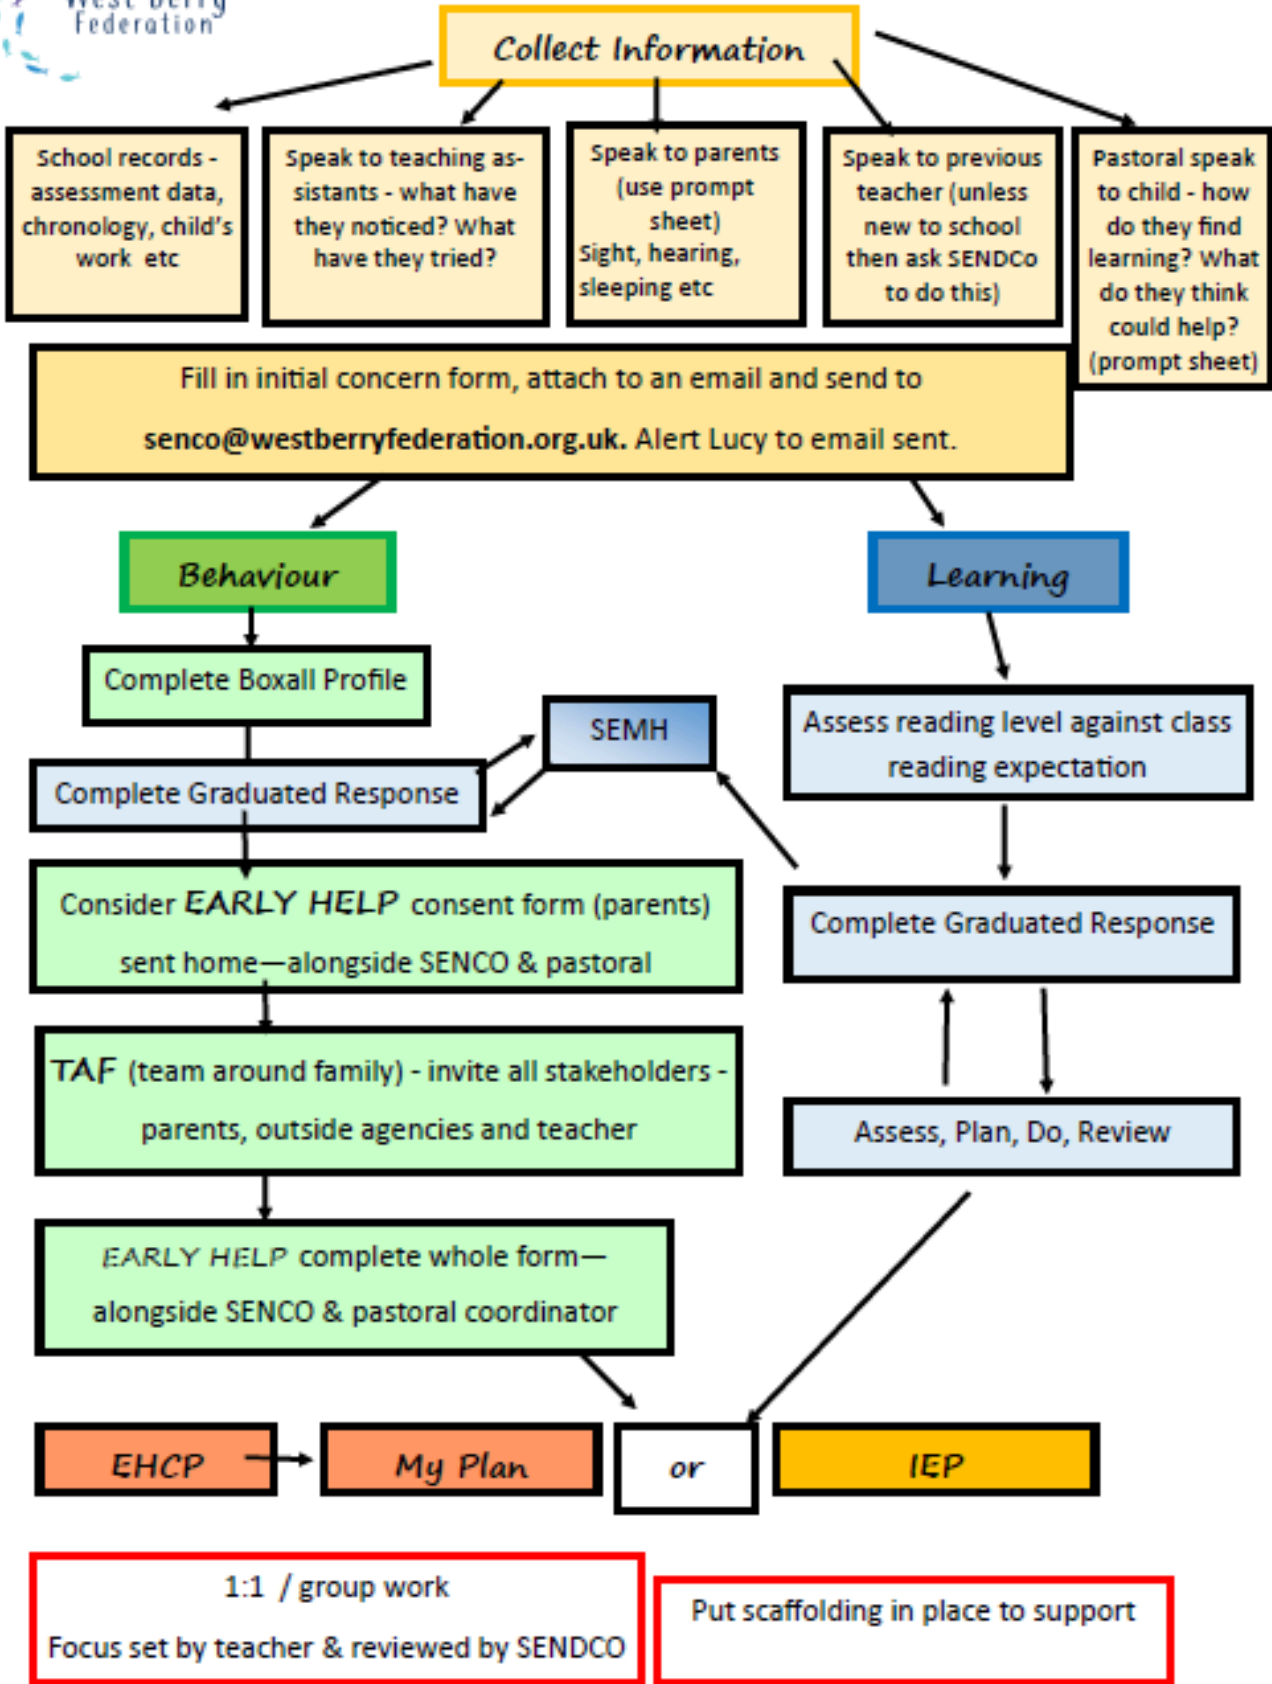 West Berry
Federation
Collect Information
School records -
assessment data,
chronology, child's
work etc
Speak to teaching as-
sistants - what have
they noticed? What
have they tried?
Speak to parents
(use prompt
sheet)
Sight, hearing,
sleeping etc
Speak to previous
teacher (unless
new to school
then ask SENDCo
to do this)
Pastoral speak
to child - how
do they find
learning? What
do they think
could help?
(prompt sheet)
Fill in initial concern form, attach to an email and send to
senco@westberryfederation.org.uk. Alert Lucy to email sent.
Behaviour
Learning
Complete Boxall Profile
SEMH
Assess reading level against class
reading expectation
Complete Graduated Response
Consider EARLY HELP consent form (parents)
sent home—alongside SENCO & pastoral
Complete Graduated Response
TAF (team around family) - invite all stakeholders -
parents, outside agencies and teacher
Assess, Plan, Do, Review
EARLY HELP complete whole form—
alongside SENCO & pastoral coordinator
EHCP
My Plan
or
IEP
1:1 / group work
Focus set by teacher & reviewed by SENDCO
Put scaffolding in place to support